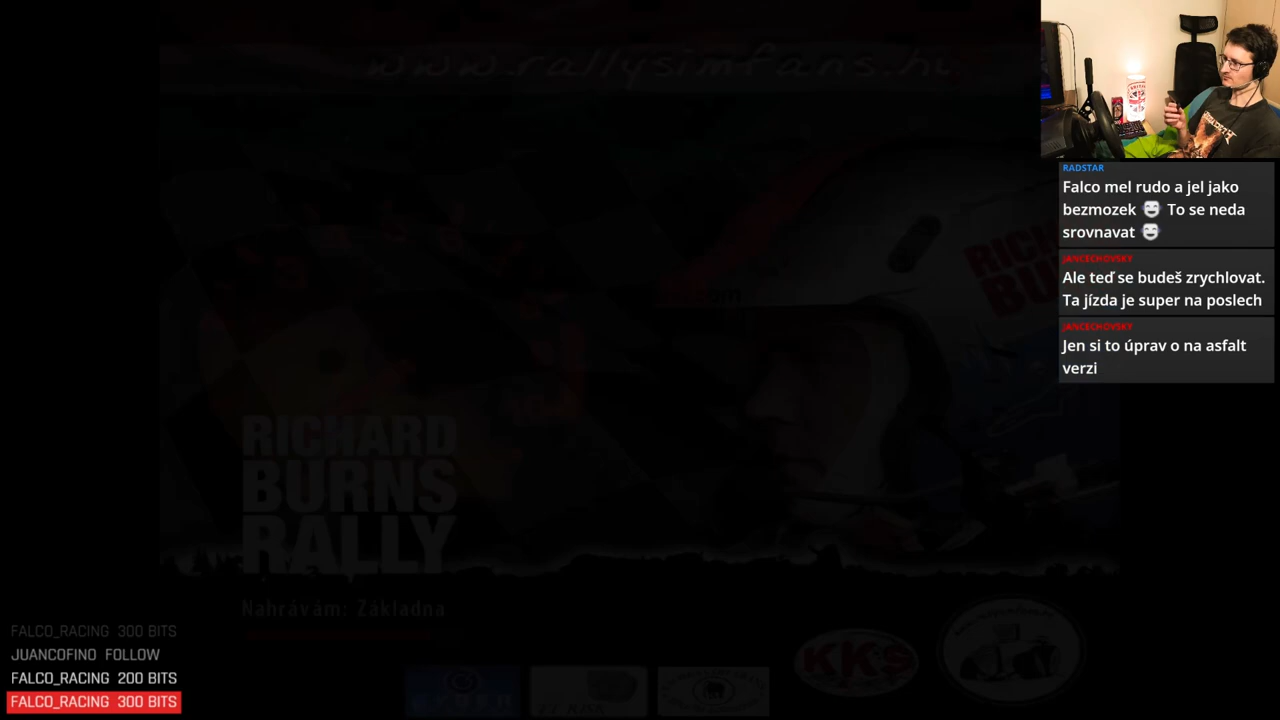 www.rallysimfans.hu
RICHARD
BURNS
RALLY
Nahrávám: Základna
KKS
RADSTAR
Falco mel rudo a jel jako
bezmozek To se neda
srovnavat
JANCECHOVSKY
Ale teď se budeš zrychlovat.
Ta jízda je super na poslech
JANCECHOVSKY
Jen si to úprav o na asfalt
verzi
FALCO_RACING 300 BITS
JUANCOFINO FOLLOW
FALCO_RACING 200 BITS
FALCO_RACING 300 BITS